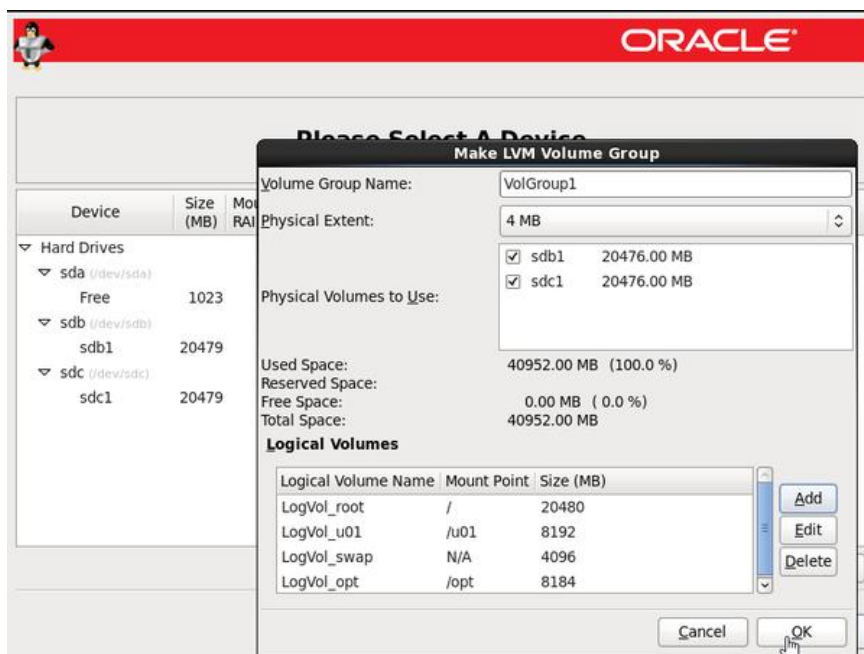 ORACLE®
Please Select A Device
Device
Size (MB)
Hard Drives
sda (/dev/sda)
Free 1023
sdb (/dev/sdb)
sdb1 20479
sdc (/dev/sdc)
sdc1 20479
Make LVM Volume Group
Volume Group Name: VolGroup1
Physical Extent: 4 MB
Physical Volumes to Use:
sdb1 20476.00 MB
sdc1 20476.00 MB
Used Space: 40952.00 MB (100.0 %)
Reserved Space:
Free Space: 0.00 MB ( 0.0 %)
Total Space: 40952.00 MB
Logical Volumes
Logical Volume Name Mount Point Size (MB)
LogVol_root / 20480
LogVol_u01 /u01 8192
LogVol_swap N/A 4096
LogVol_opt /opt 8184
Add
Edit
Delete
Cancel
OK